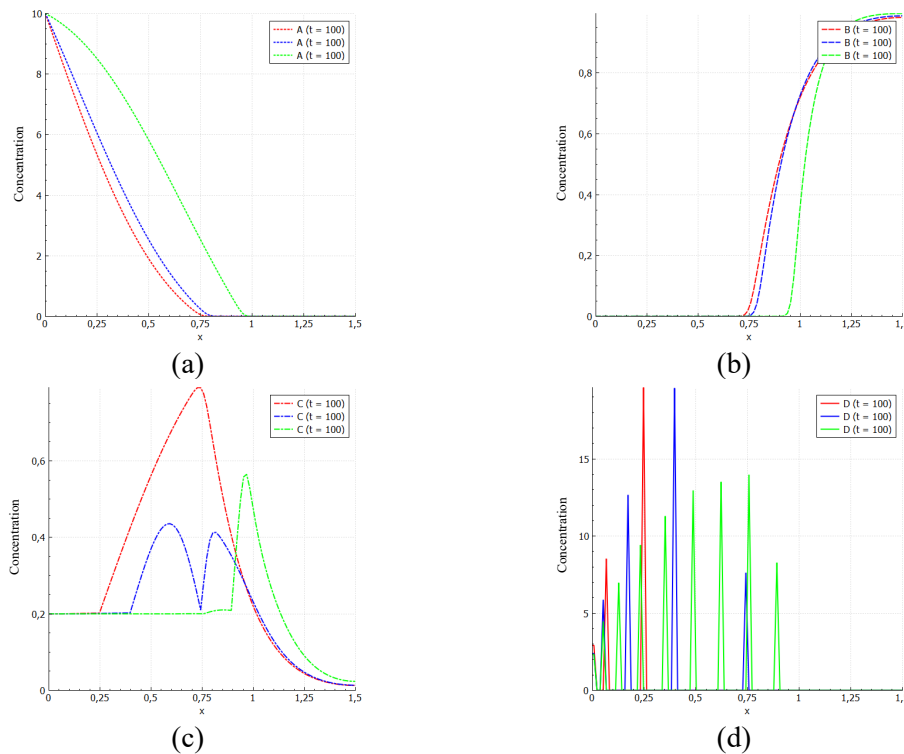 10
8
6
4
2
0
Concentration
0
0,25
0,5
0,75
1
1,25
1,5
x
A (t = 100)
A (t = 100)
A (t = 100)
(a)
0,8
0,6
0,4
0,2
0
Concentration
0
0,25
0,5
0,75
1
1,25
1,5
x
B (t = 100)
B (t = 100)
B (t = 100)
(b)
0,6
0,4
0,2
0
Concentration
0
0,25
0,5
0,75
1
1,25
1,5
x
C (t = 100)
C (t = 100)
C (t = 100)
(c)
15
10
5
0
Concentration
0
0,25
0,5
0,75
1
1,25
1,5
x
D (t = 100)
D (t = 100)
D (t = 100)
(d)